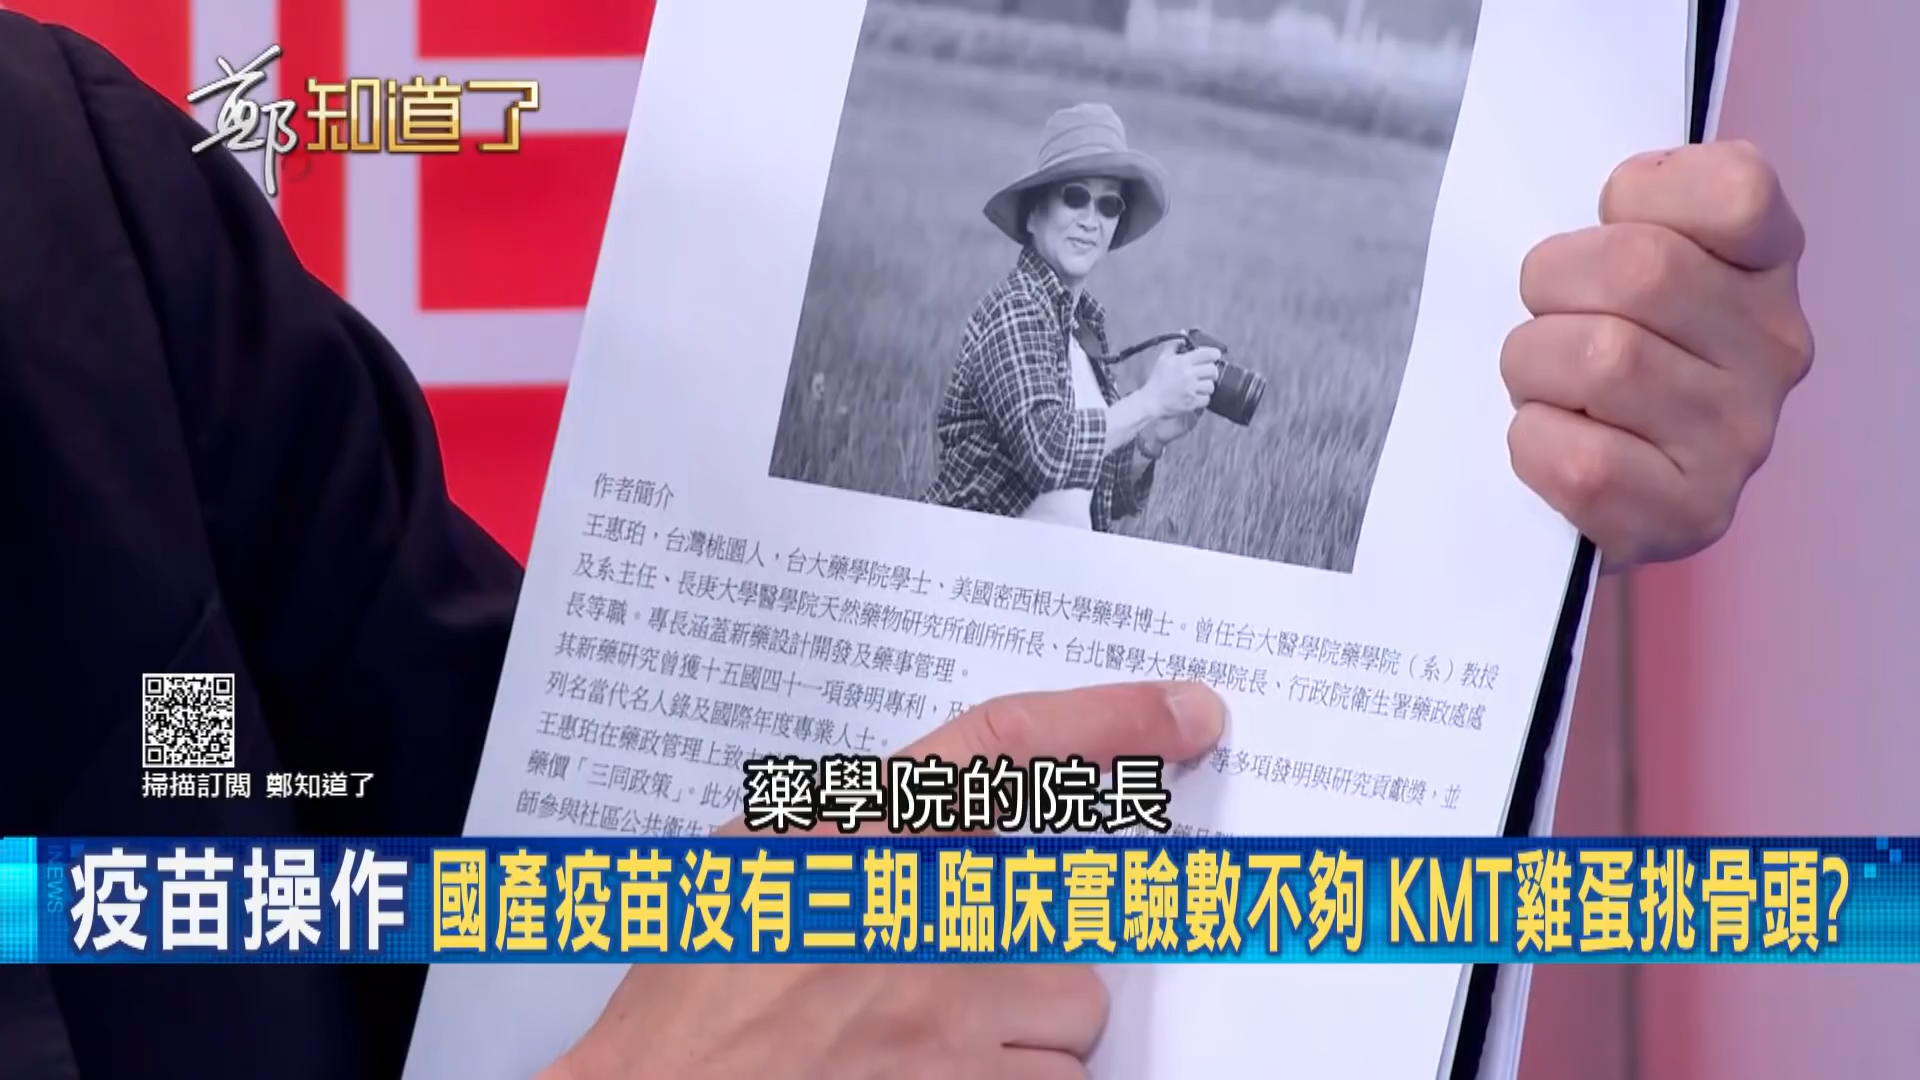 鄭知道了
作者簡介
王惠珀，台灣桃園人，台大藥學院學士、美國密西根大學藥學博士。曾任台大醫學院藥學院（系）教授
及系主任、長庚大學醫學院天然藥物研究所創所所長、台北醫學大學藥學院長、行政院衛生署藥政處處
長等職。專長涵蓋新藥設計開發及藥事管理。
其新藥研究曾獲十五國四十一項發明專利，及 等多項發明與研究貢獻獎，並
列名當代名人錄及國際年度專業人士。
王惠珀在藥政管理上致力
藥價「三同政策」。此外
師參與社區公共衛生
掃描訂閱 鄭知道了
藥學院的院長
NEWS
疫苗操作 國產疫苗沒有三期.臨床實驗數不夠 KMT雞蛋挑骨頭?